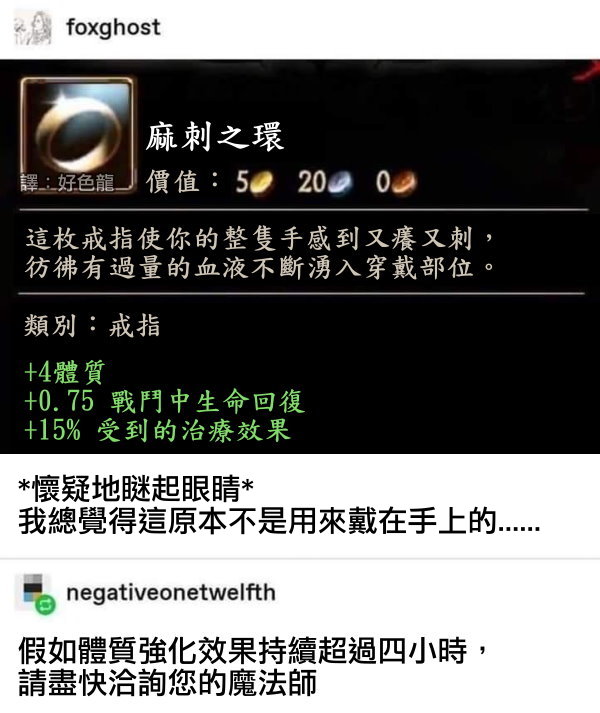 foxghost
麻刺之環
譯：好色龍
價值： 5 20 0
這枚戒指使你的整隻手感到又癢又刺，
彷彿有過量的血液不斷湧入穿戴部位。
類別：戒指
+4體質
+0.75 戰鬥中生命回復
+15% 受到的治療效果
*懷疑地瞇起眼睛*
我總覺得這原本不是用來戴在手上的......
negativeonetwelfth
假如體質強化效果持續超過四小時，
請盡快洽詢您的魔法師